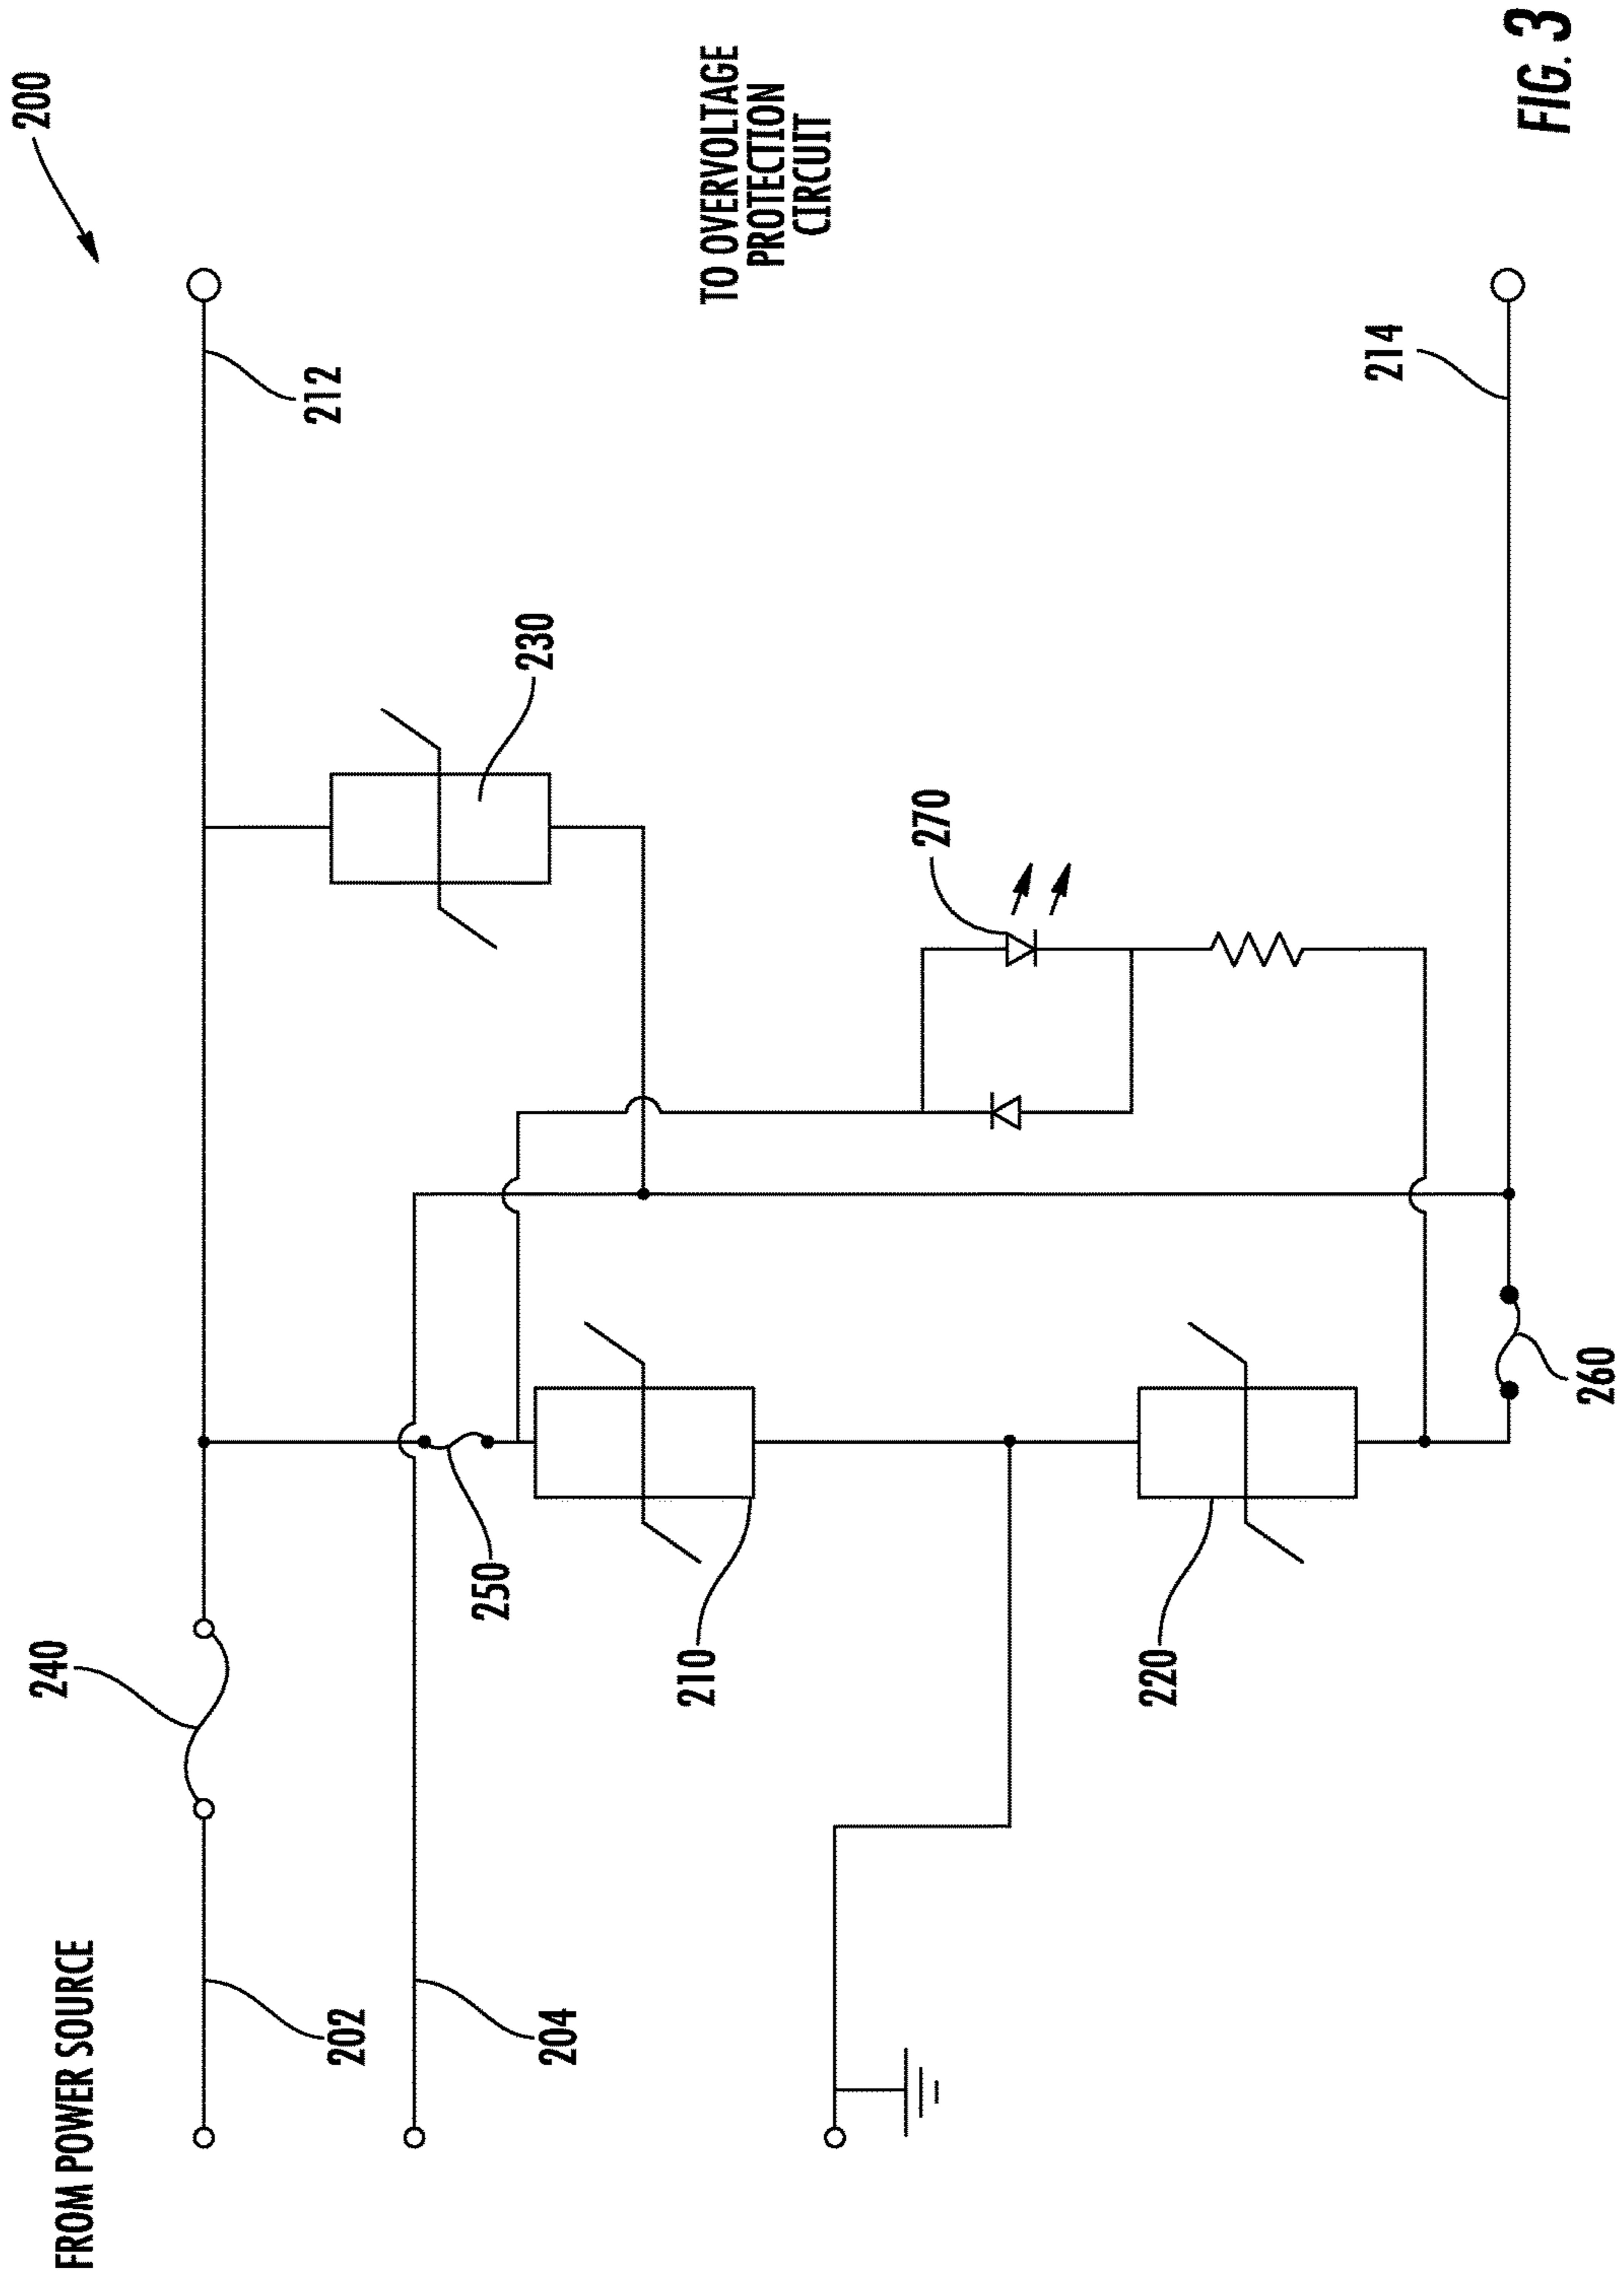 200
FROM POWER SOURCE
240
202
212
204
250
230
210
270
220
TO OVERVOLTAGE
PROTECTION
CIRCUIT
214
260
FIG. 3